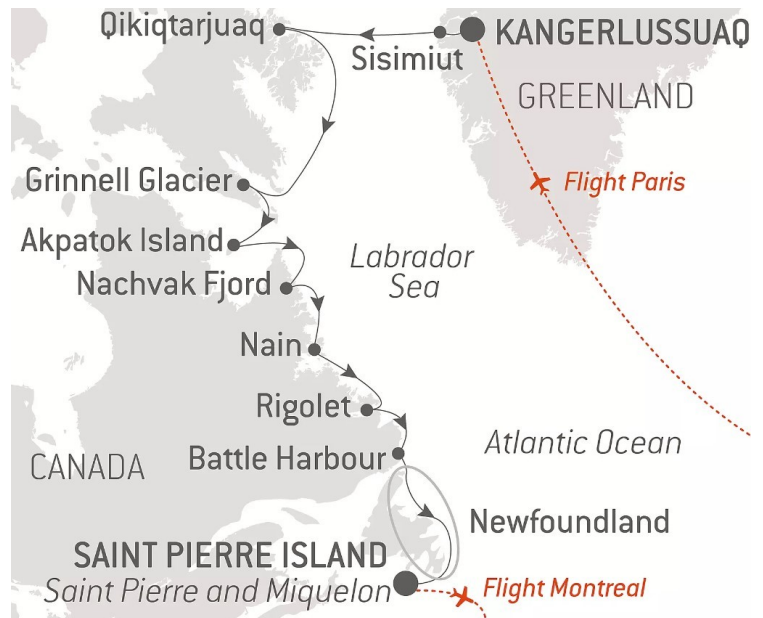 Qikiqtarjuaq
KANGERLUSSUAQ
Sisimiut
GREENLAND
Flight Paris
Grinnell Glacier
Akpatok Island
Labrador
Sea
Nachvak Fjord
Nain
Rigolet
Atlantic Ocean
Battle Harbour
CANADA
Newfoundland
SAINT PIERRE ISLAND
Saint Pierre and Miquelon
Flight Montreal